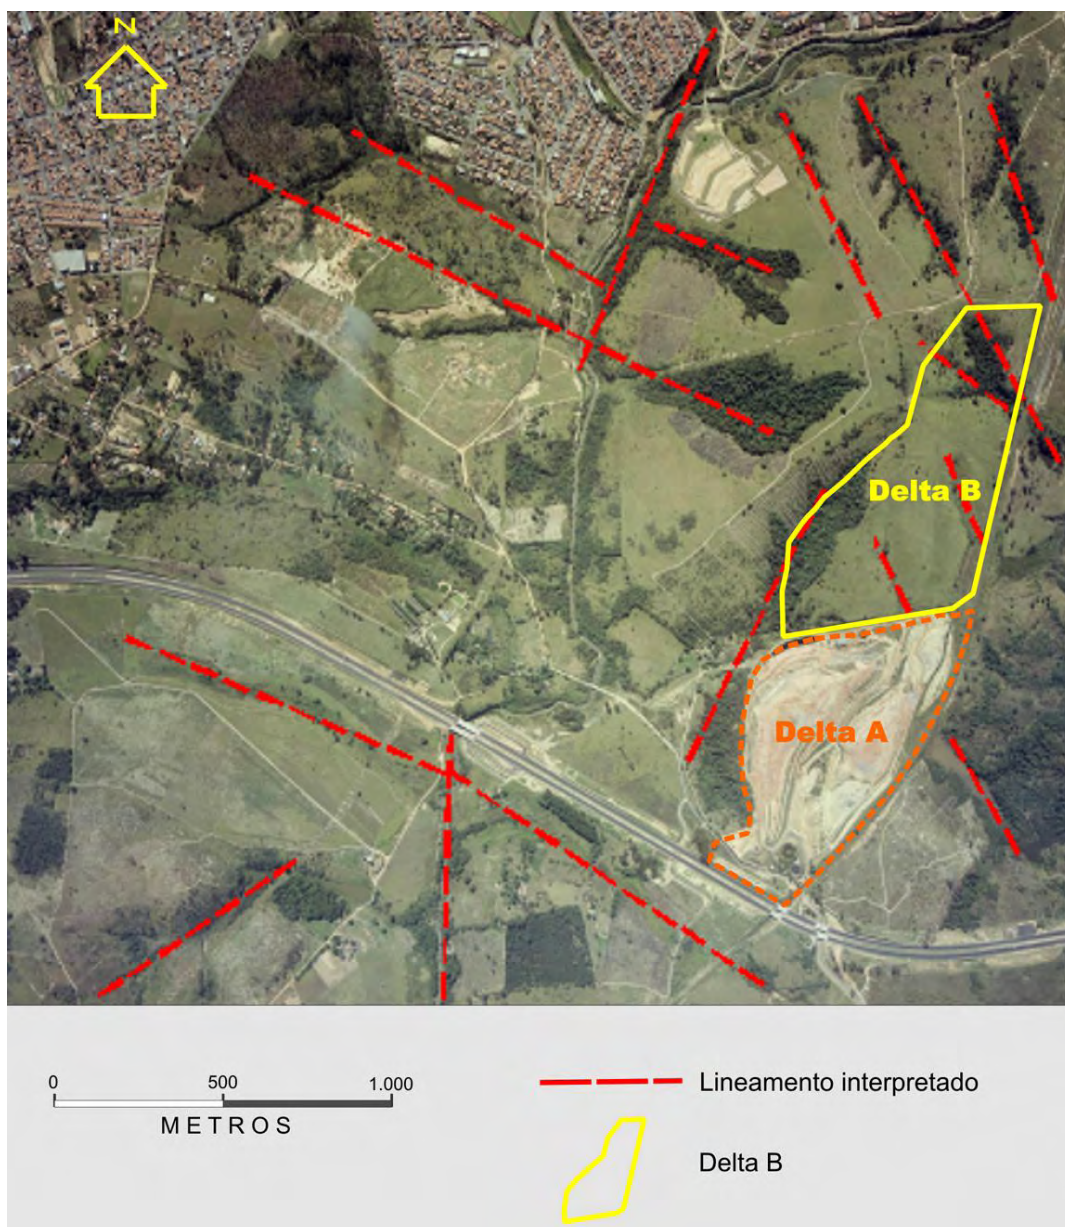 N
Delta B
Delta A
0 500 1.000
METROS
Lineamento interpretado
Delta B